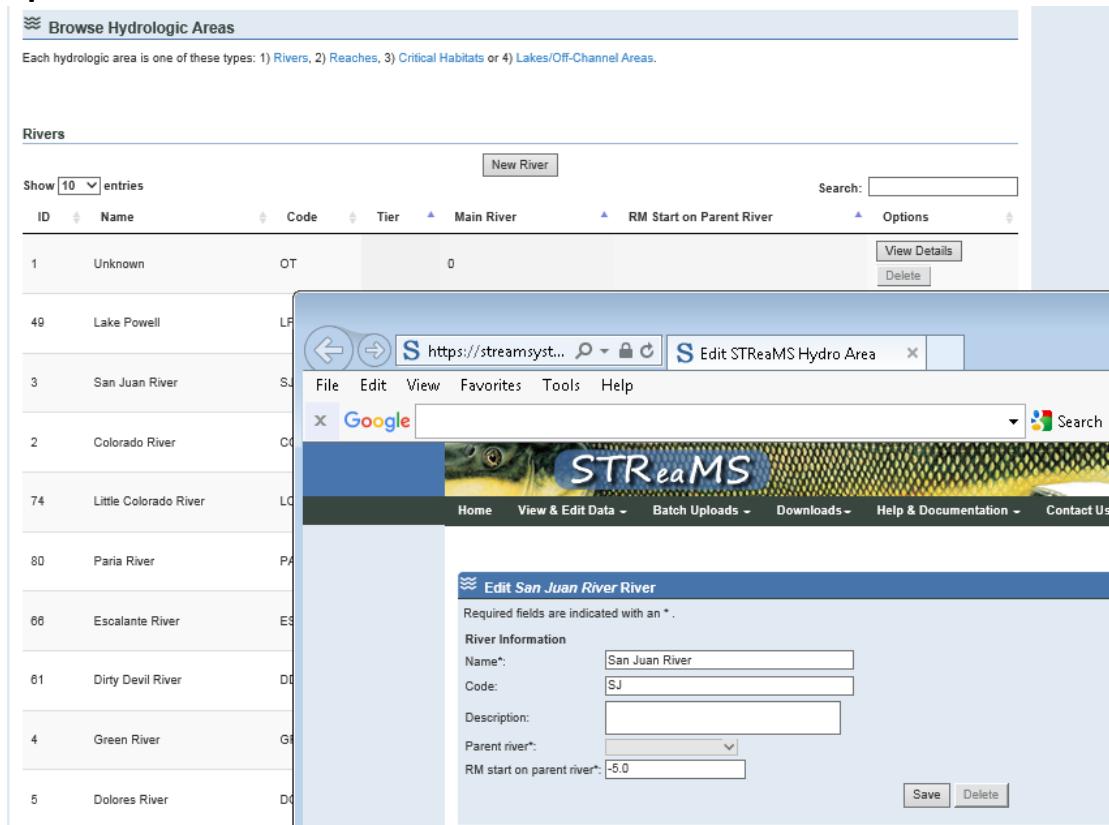 Browse Hydrologic Areas
Each hydrologic area is one of these types: 1) Rivers, 2) Reaches, 3) Critical Habitats or 4) Lakes/Off-Channel Areas.
Rivers
New River
Show 10 entries
Search:
ID Name Code Tier Main River RM Start on Parent River Options
1 Unknown OT 0 View Details
Delete
49 Lake Powell
3 San Juan River
2 Colorado River
74 Little Colorado River
80 Paria River
66 Escalante River
61 Dirty Devil River
4 Green River
5 Dolores River
https://streamsyst... Edit STReaMS Hydro Area
File Edit View Favorites Tools Help
x Google Search
STReaMS
Home View & Edit Data Batch Uploads Downloads Help & Documentation Contact Us
Edit San Juan River River
Required fields are indicated with an * .
River Information
Name*: San Juan River
Code: SJ
Description:
Parent river*:
RM start on parent river*: -5.0
Save Delete